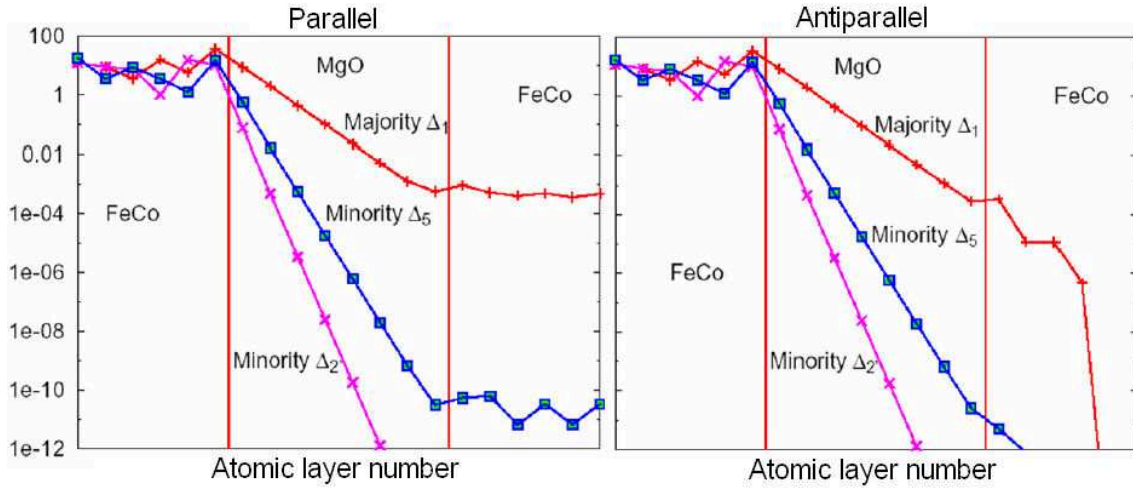 Parallel
Antiparallel
100
1
0.01
1e-04
1e-06
1e-08
1e-10
1e-12
MgO
FeCo
Majority Δ₁
FeCo
Minority Δ₅
Minority Δ₂
Atomic layer number
MgO
FeCo
Majority Δ₁
Minority Δ₅
FeCo
Minority Δ₂
Atomic layer number